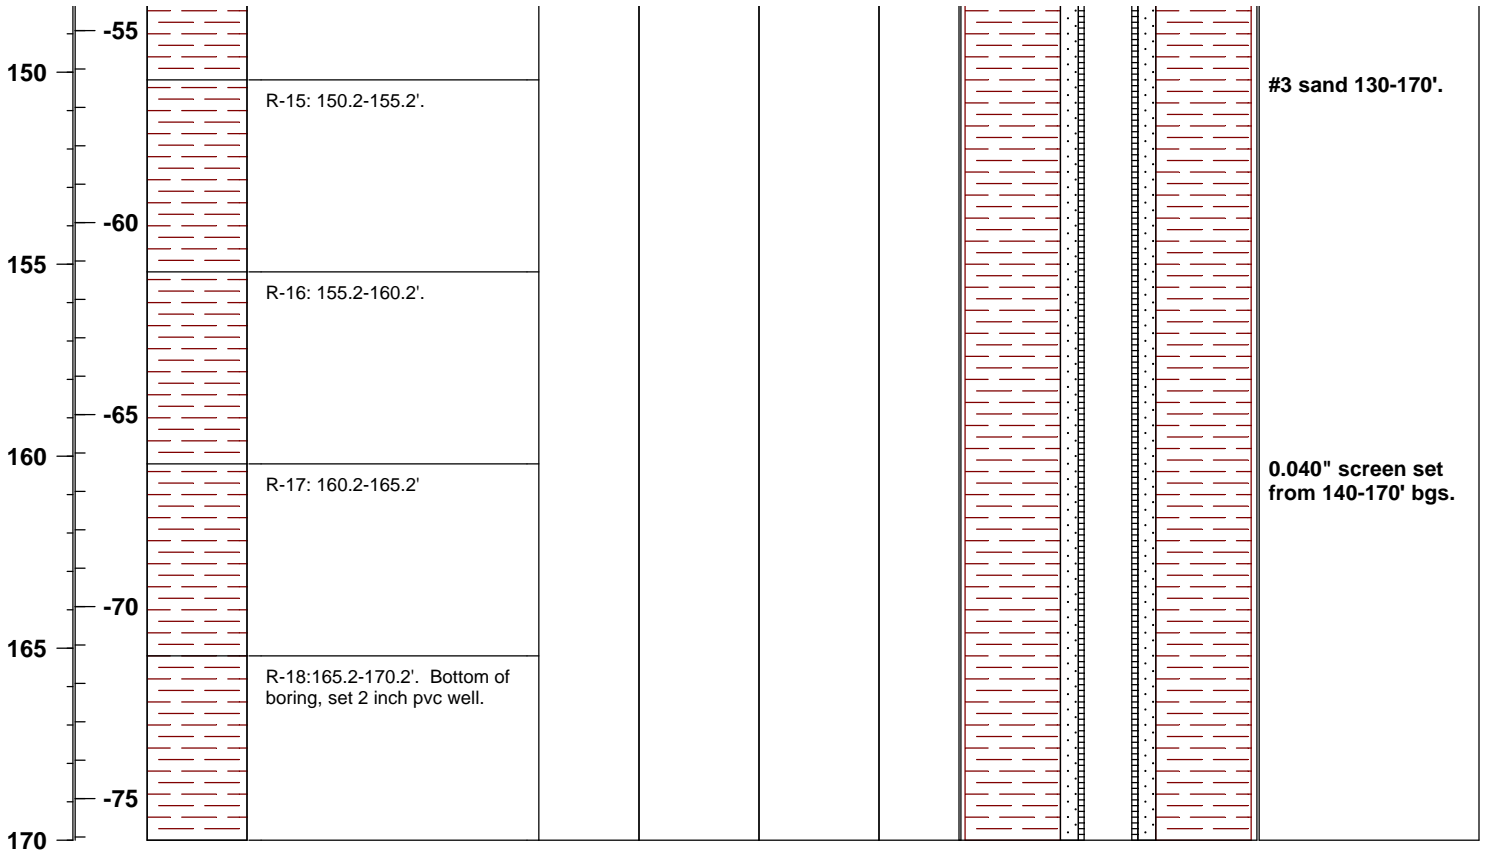 -55
150
#3 sand 130-170'.
R-15: 150.2-155.2'.
-60
155
R-16: 155.2-160.2'.
-65
160
0.040" screen set
from 140-170' bgs.
R-17: 160.2-165.2'
-70
165
R-18:165.2-170.2'.  Bottom of
boring, set 2 inch pvc well.
-75
170